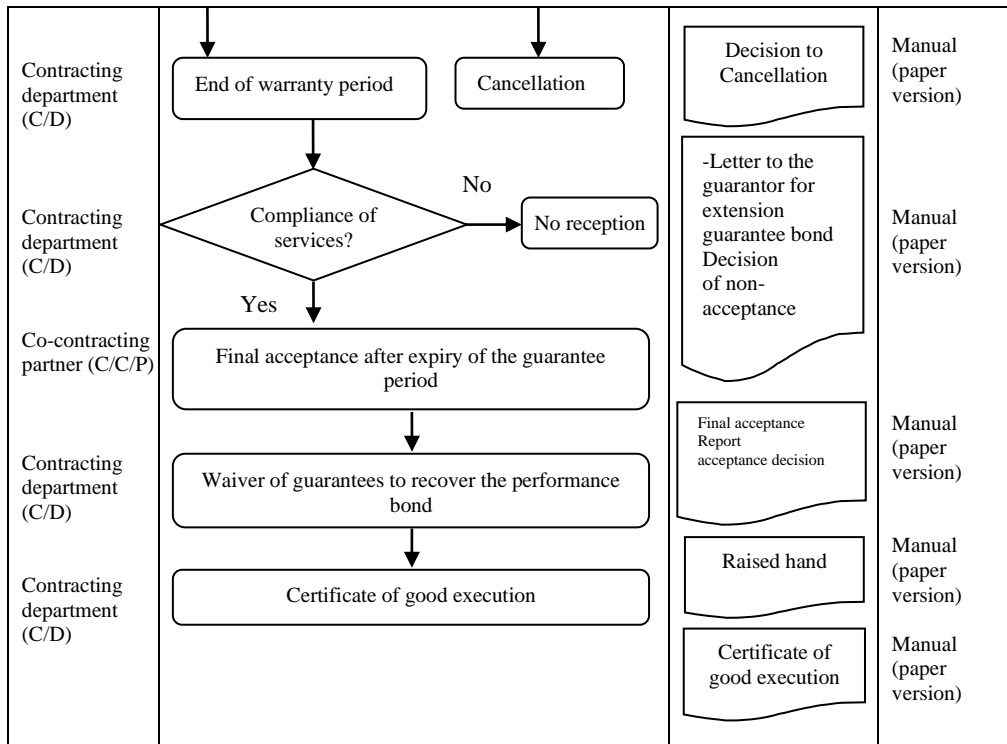 Contracting
department
(C/D)
End of warranty period
Cancellation
Decision to
Cancellation
Manual
(paper
version)
Contracting
department
(C/D)
Compliance of
services?
No
No reception
Yes
-Letter to the
guarantor for
extension
guarantee bond
Decision
of non-
acceptance
Manual
(paper
version)
Co-contracting
partner (C/C/P)
Final acceptance after expiry of the guarantee
period
Final acceptance
Report
acceptance decision
Manual
(paper
version)
Contracting
department
(C/D)
Waiver of guarantees to recover the performance
bond
Raised hand
Manual
(paper
version)
Contracting
department
(C/D)
Certificate of good execution
Certificate of
good execution
Manual
(paper
version)